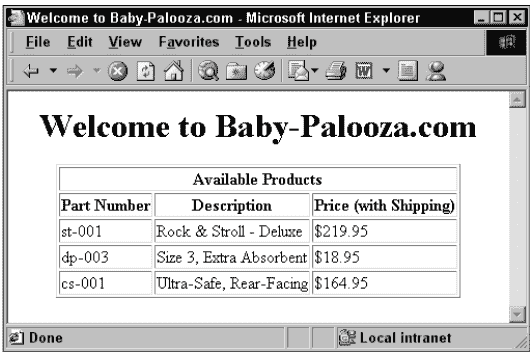 Welcome to Baby-Palooza.com - Microsoft Internet Explorer
File Edit View Favorites Tools Help
Welcome to Baby-Palooza.com
Available Products
Part Number Description Price (with Shipping)
st-001 Rock & Stroll - Deluxe $219.95
dp-003 Size 3, Extra Absorbent $18.95
cs-001 Ultra-Safe, Rear-Facing $164.95
Done Local intranet